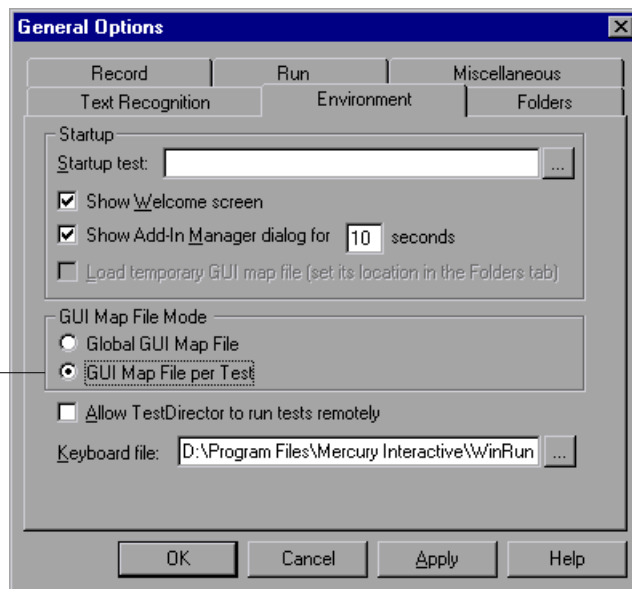 General Options
Record Run Miscellaneous
Text Recognition Environment Folders
Startup
Startup test: ...
Show Welcome screen
Show Add-In Manager dialog for 10 seconds
Load temporary GUI map file (set its location in the Folders tab)
GUI Map File Mode
Global GUI Map File
GUI Map File per Test
Allow TestDirector to run tests remotely
Keyboard file: D:\Program Files\Mercury Interactive\WinRun ...
OK Cancel Apply Help